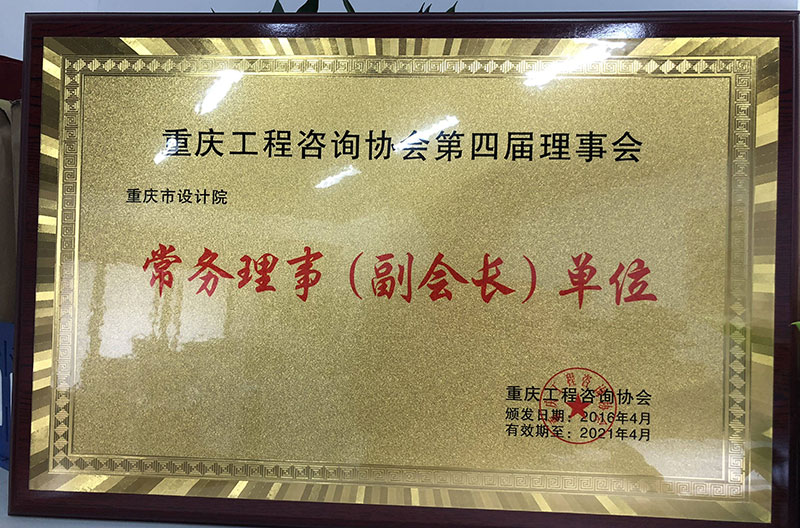 重庆工程咨询协会第四届理事会
重庆市设计院
常务理事（副会长）单位
重庆工程咨询协会
颁发日期：2016年4月
有效期至：2021年4月